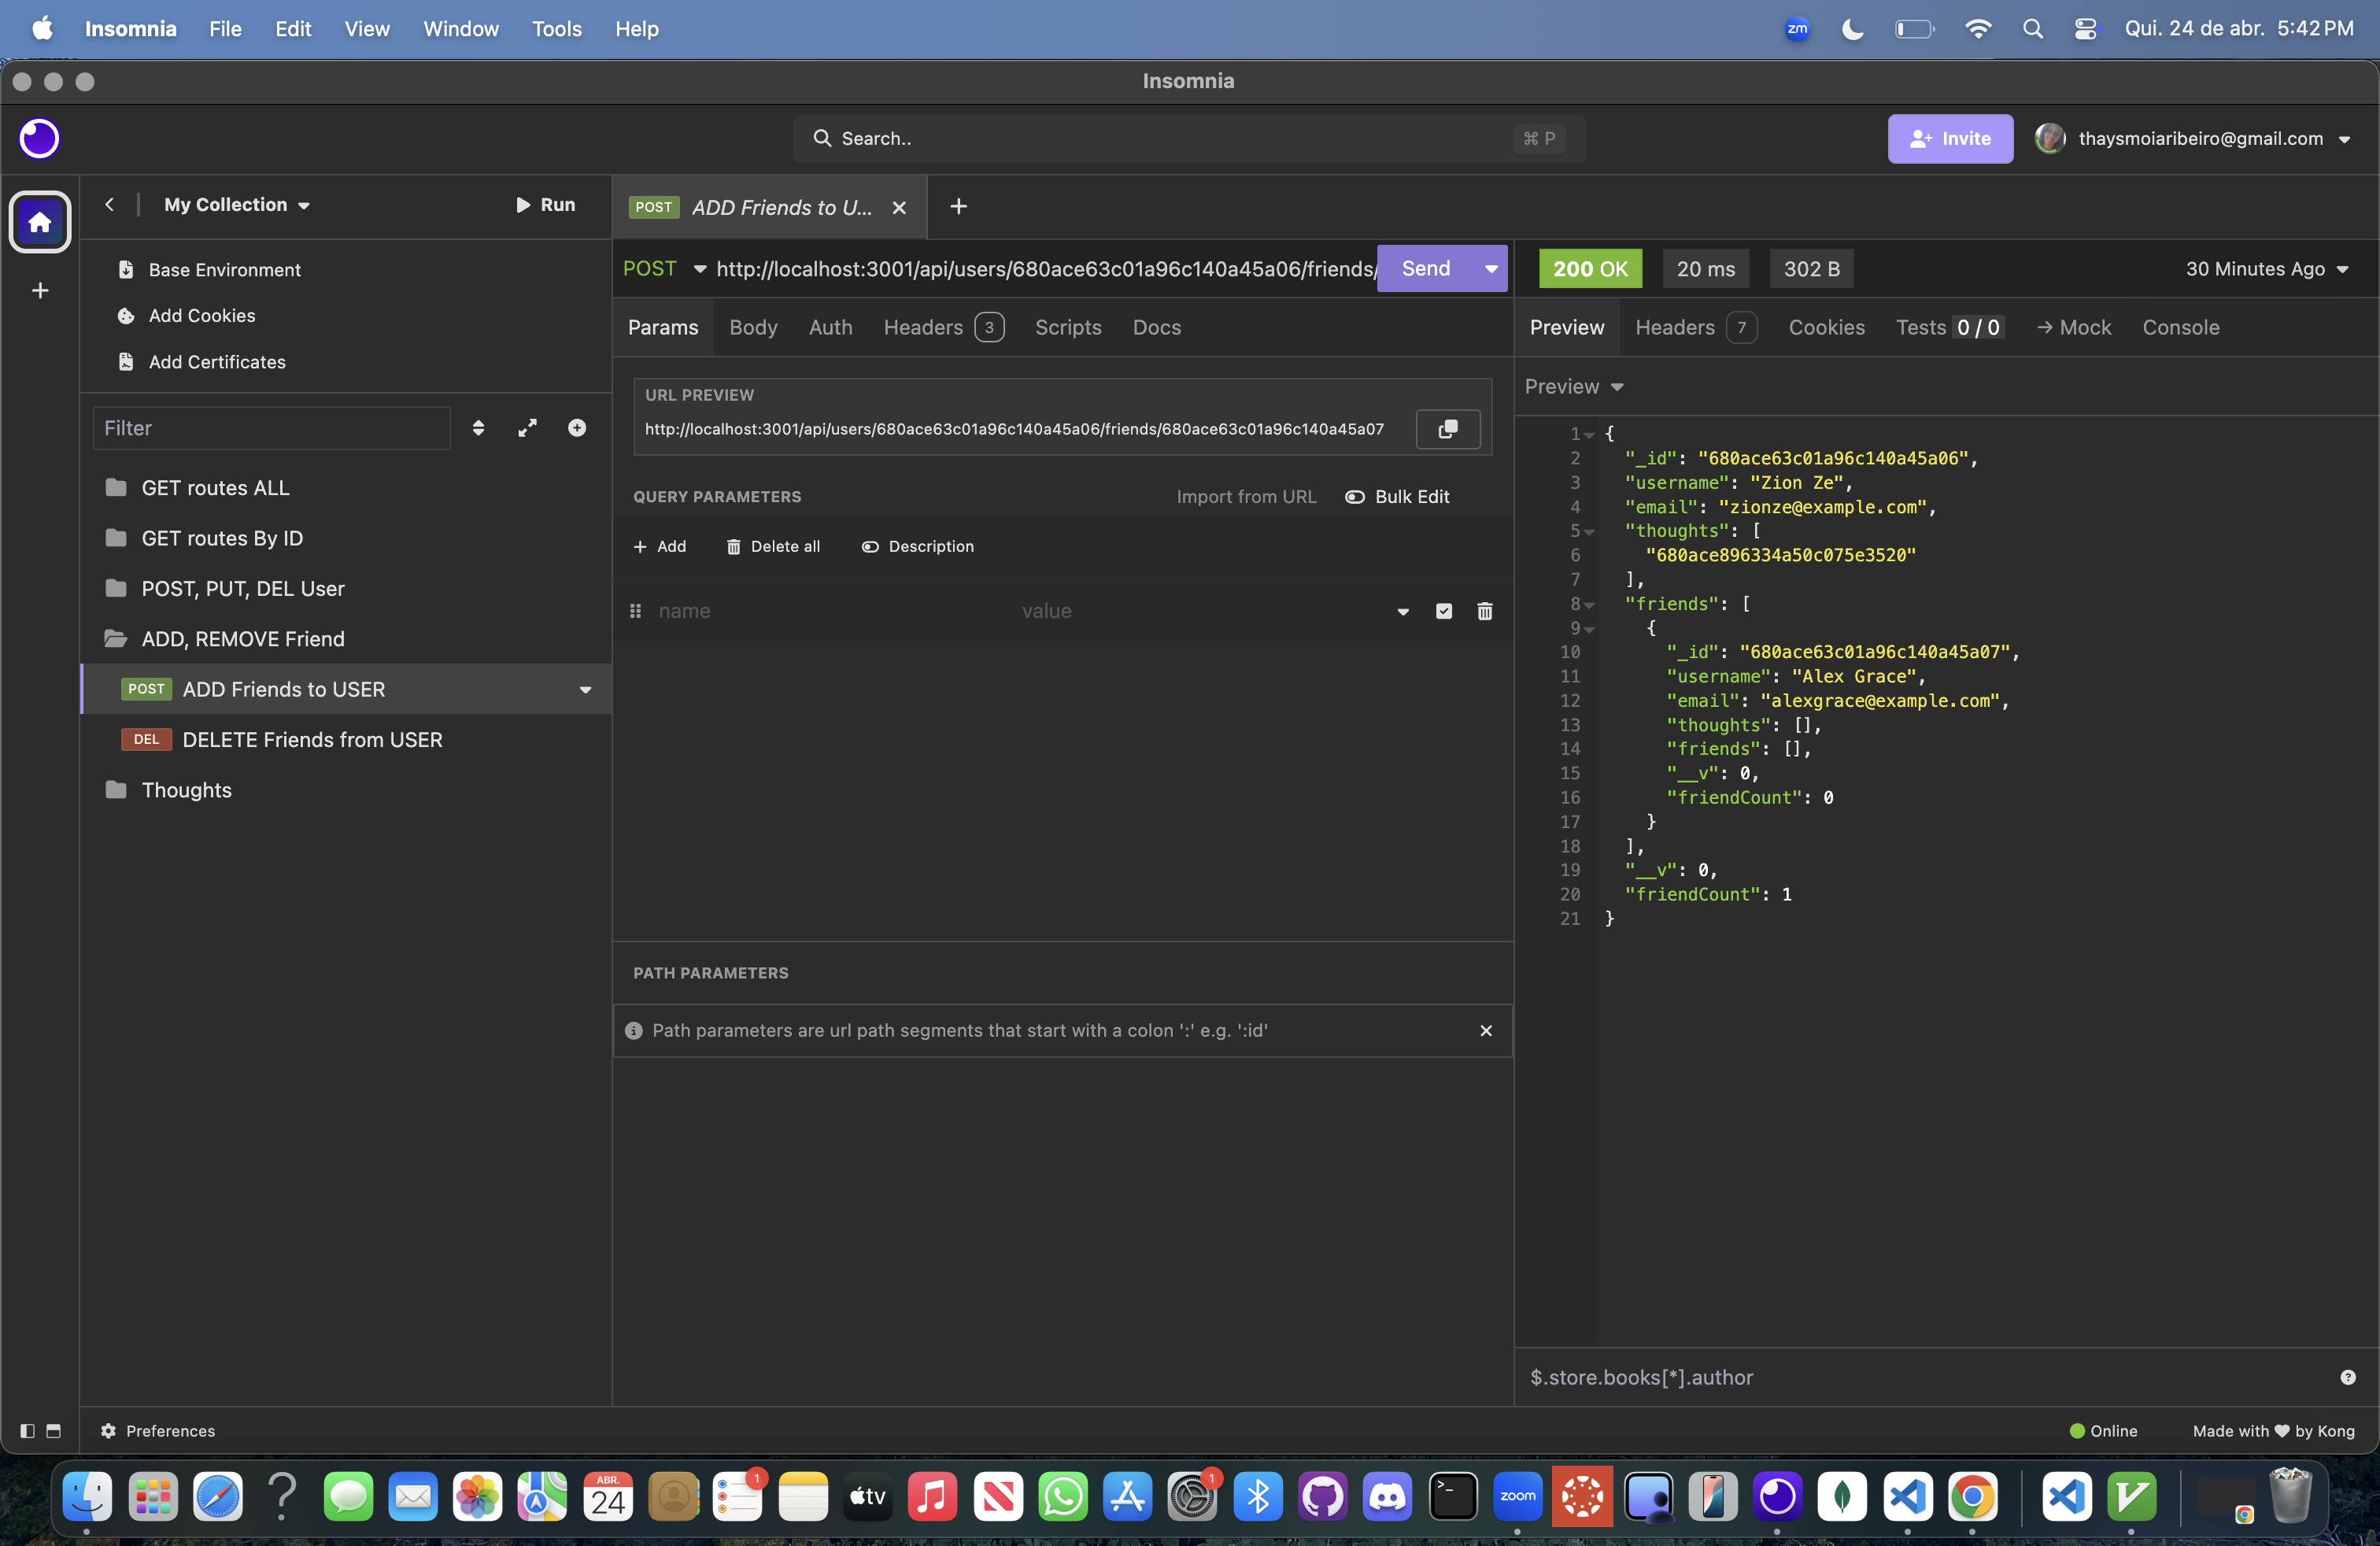 Insomnia File Edit View Window Tools Help
zm Qui. 24 de abr. 5:42 PM
Insomnia
Search.. ⌘ P
Invite thaysmoiaribeiro@gmail.com
My Collection Run
Base Environment
Add Cookies
Add Certificates
Filter
GET routes ALL
GET routes By ID
POST, PUT, DEL User
ADD, REMOVE Friend
POST ADD Friends to USER
DEL DELETE Friends from USER
Thoughts
POST ADD Friends to U...
POST http://localhost:3001/api/users/680ace63c01a96c140a45a06/friends/ Send
Params Body Auth Headers 3 Scripts Docs
URL PREVIEW
http://localhost:3001/api/users/680ace63c01a96c140a45a06/friends/680ace63c01a96c140a45a07
QUERY PARAMETERS Import from URL Bulk Edit
Add Delete all Description
name value
PATH PARAMETERS
Path parameters are url path segments that start with a colon ':' e.g. ':id'
200 OK 20 ms 302 B 30 Minutes Ago
Preview Headers 7 Cookies Tests 0 / 0 → Mock Console
Preview
1 {
2 "_id": "680ace63c01a96c140a45a06",
3 "username": "Zion Ze",
4 "email": "zionze@example.com",
5 "thoughts": [
6 "680ace896334a50c075e3520"
7 ],
8 "friends": [
9 {
10 "_id": "680ace63c01a96c140a45a07",
11 "username": "Alex Grace",
12 "email": "alexgrace@example.com",
13 "thoughts": [],
14 "friends": [],
15 "__v": 0,
16 "friendCount": 0
17 }
18 ],
19 "__v": 0,
20 "friendCount": 1
21 }
$.store.books[*].author
Preferences
Online Made with ❤ by Kong
ABR.
24
1
tv
1
zoom